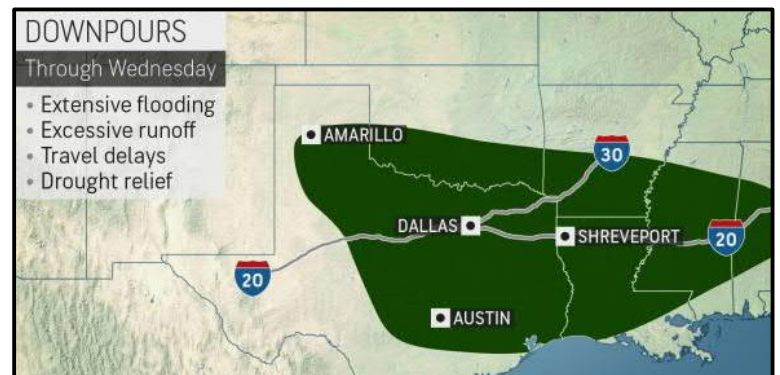 DOWNPOURS
Through Wednesday
• Extensive flooding
• Excessive runoff
• Travel delays
• Drought relief
AMARILLO
30
DALLAS
SHREVEPORT
20
20
AUSTIN